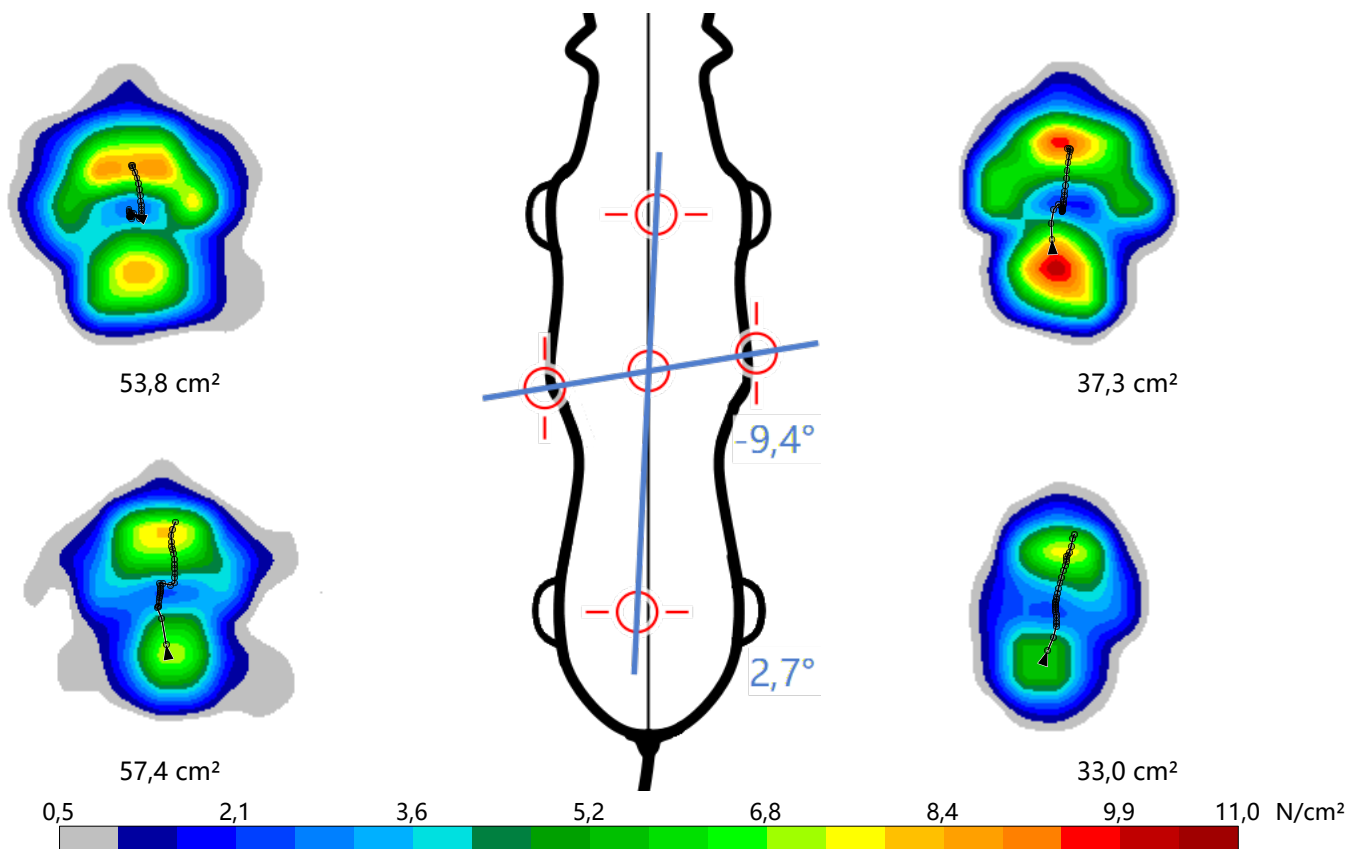 53,8 cm²
37,3 cm²
-9,4°
2,7°
57,4 cm²
33,0 cm²
0,5 2,1 3,6 5,2 6,8 8,4 9,9 11,0 N/cm²